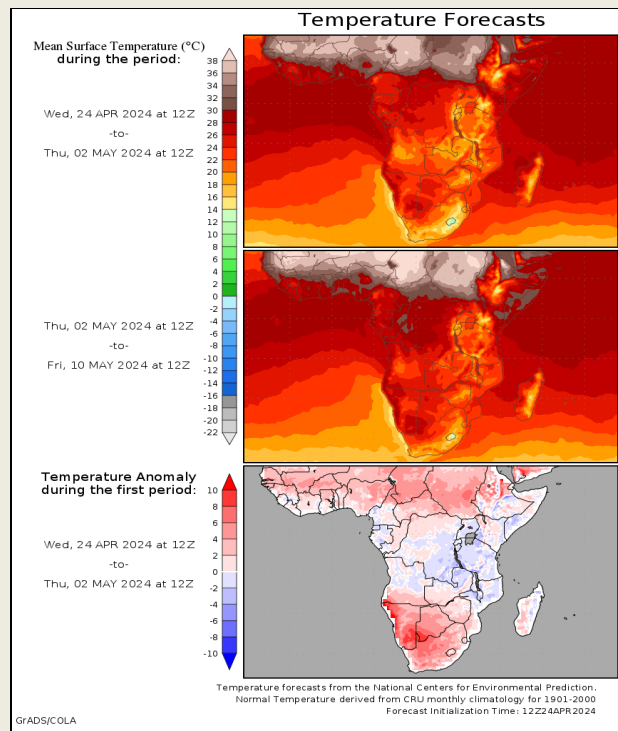 Temperature Forecasts
Mean Surface Temperature (°C)
during the period:
38
36
34
32
30
29
28
26
24
22
20
18
16
14
12
10
8
6
4
2
0
-2
-4
-6
-8
-10
-12
-14
-16
-18
-20
-22
Wed, 24 APR 2024 at 12Z
-to-
Thu, 02 MAY 2024 at 12Z
Thu, 02 MAY 2024 at 12Z
-to-
Fri, 10 MAY 2024 at 12Z
Temperature Anomaly
during the first period:
10
8
6
4
2
0
-2
-4
-6
-8
-10
Wed, 24 APR 2024 at 12Z
-to-
Thu, 02 MAY 2024 at 12Z
Temperature forecasts from the National Centers for Environmental Prediction.
Normal Temperature derived from CRU monthly climatology for 1901-2000
Forecast Initialization Time: 12Z24APR2024
GrADS/COLA